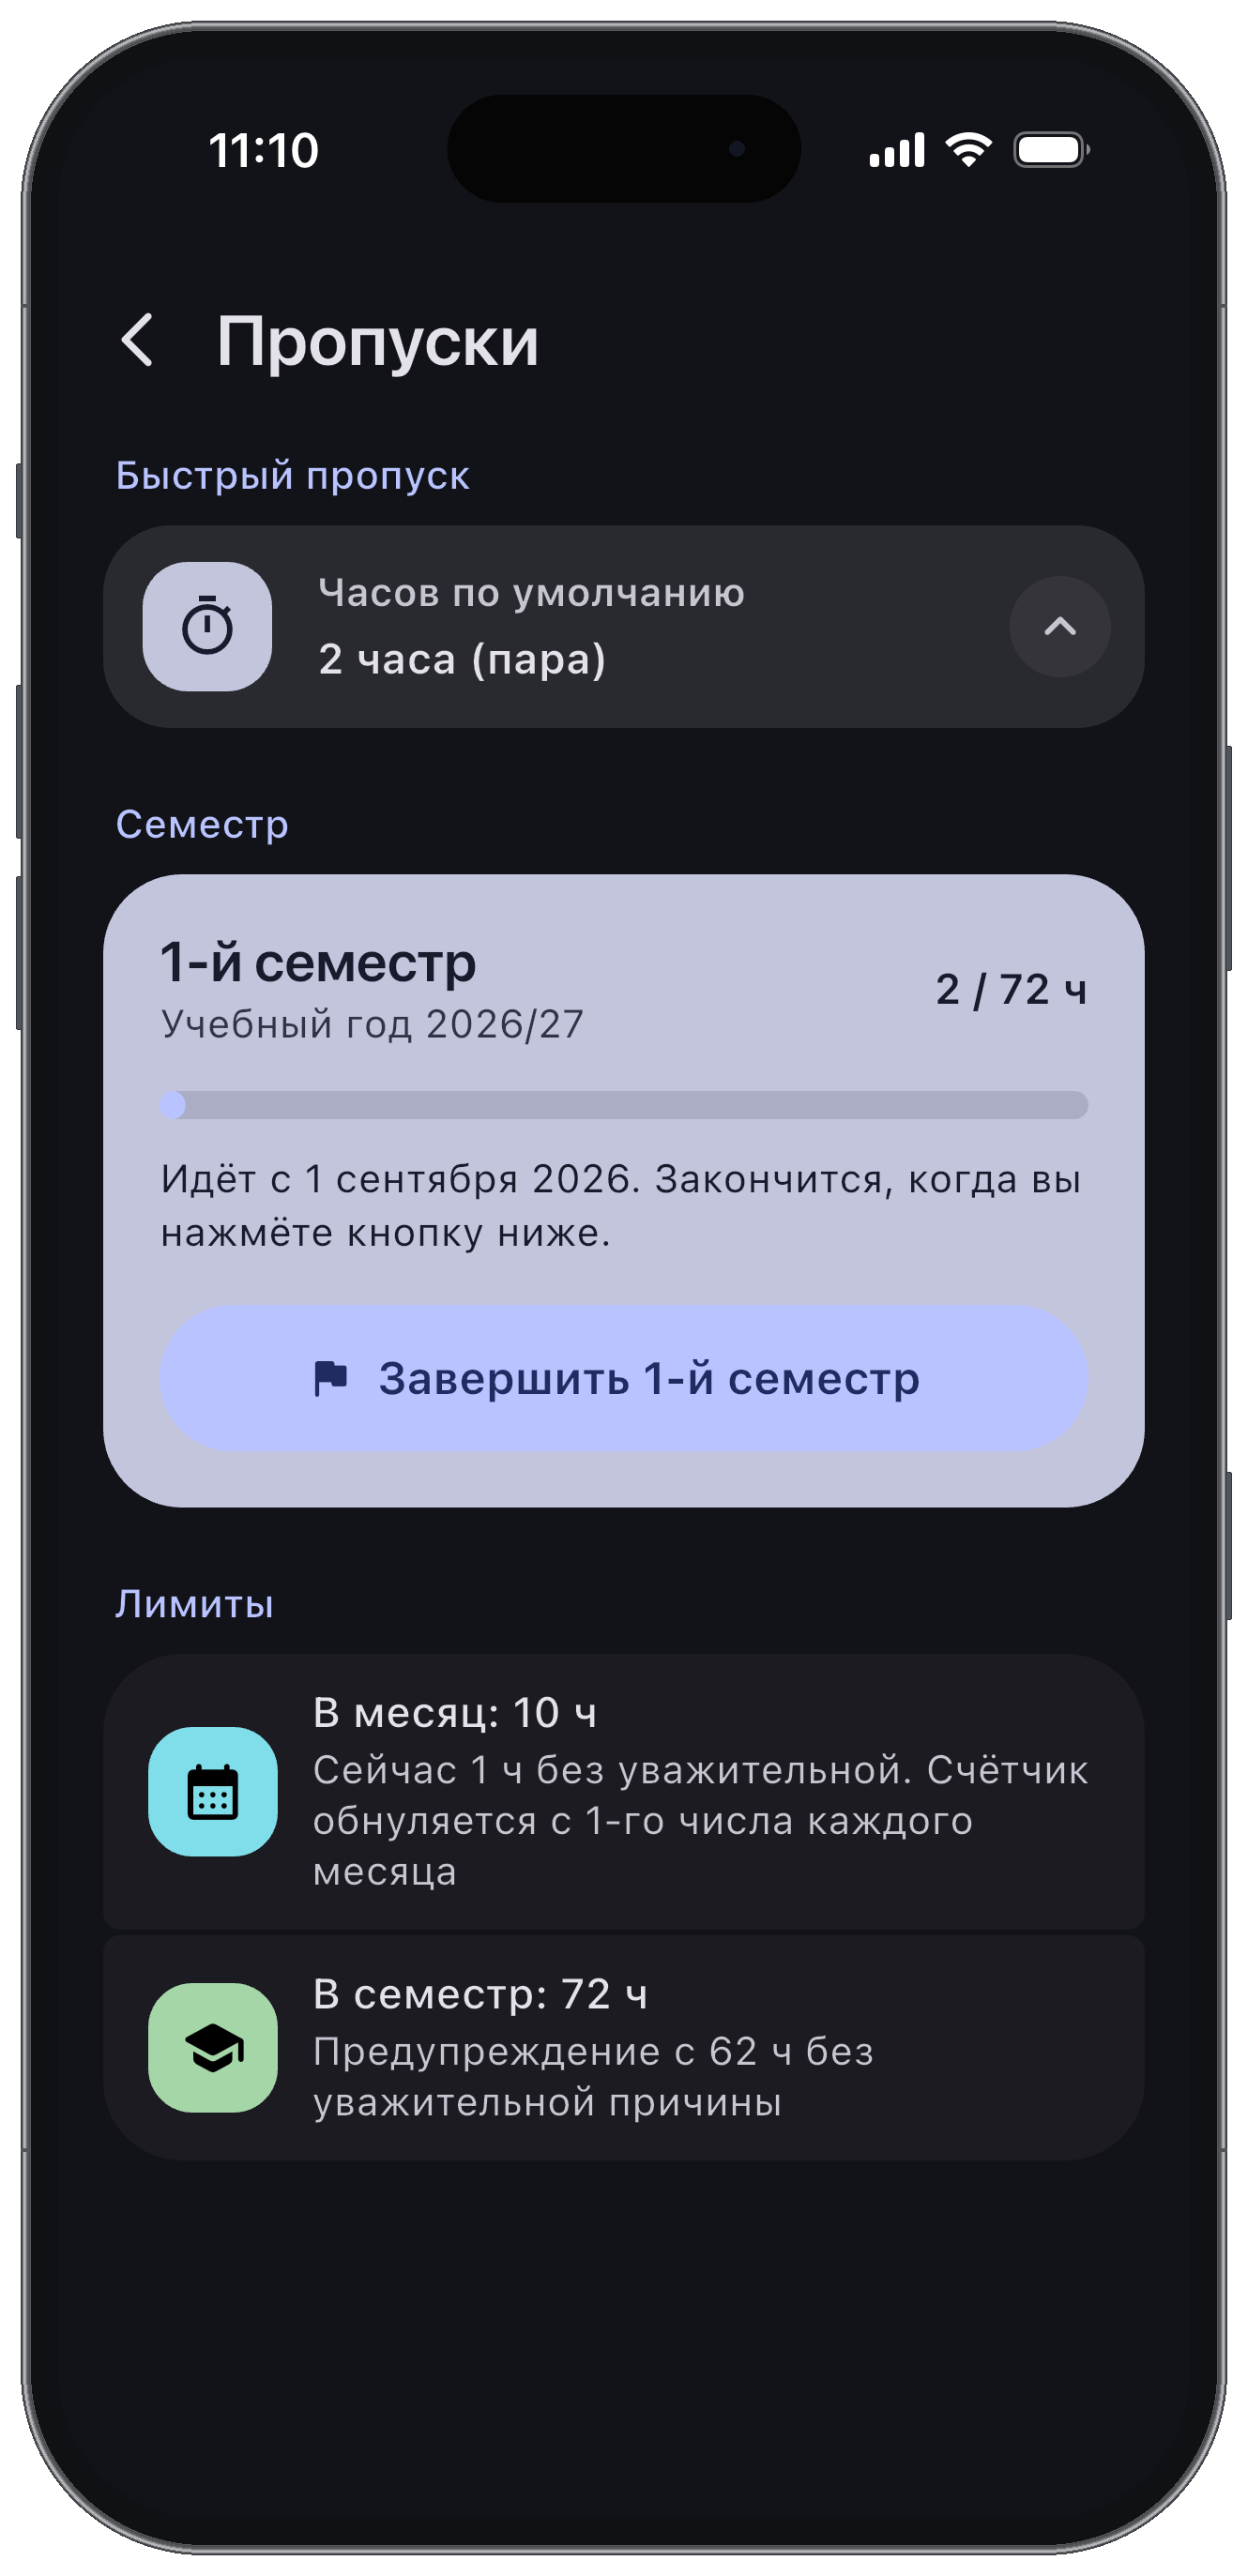 11:10
Пропуски
Быстрый пропуск
Часов по умолчанию
2 часа (пара)
Семестр
1-й семестр
2 / 72 ч
Учебный год 2026/27
Идёт с 1 сентября 2026. Закончится, когда вы
нажмёте кнопку ниже.
Завершить 1-й семестр
Лимиты
В месяц: 10 ч
Сейчас 1 ч без уважительной. Счётчик
обнуляется с 1-го числа каждого
месяца
В семестр: 72 ч
Предупреждение с 62 ч без
уважительной причины